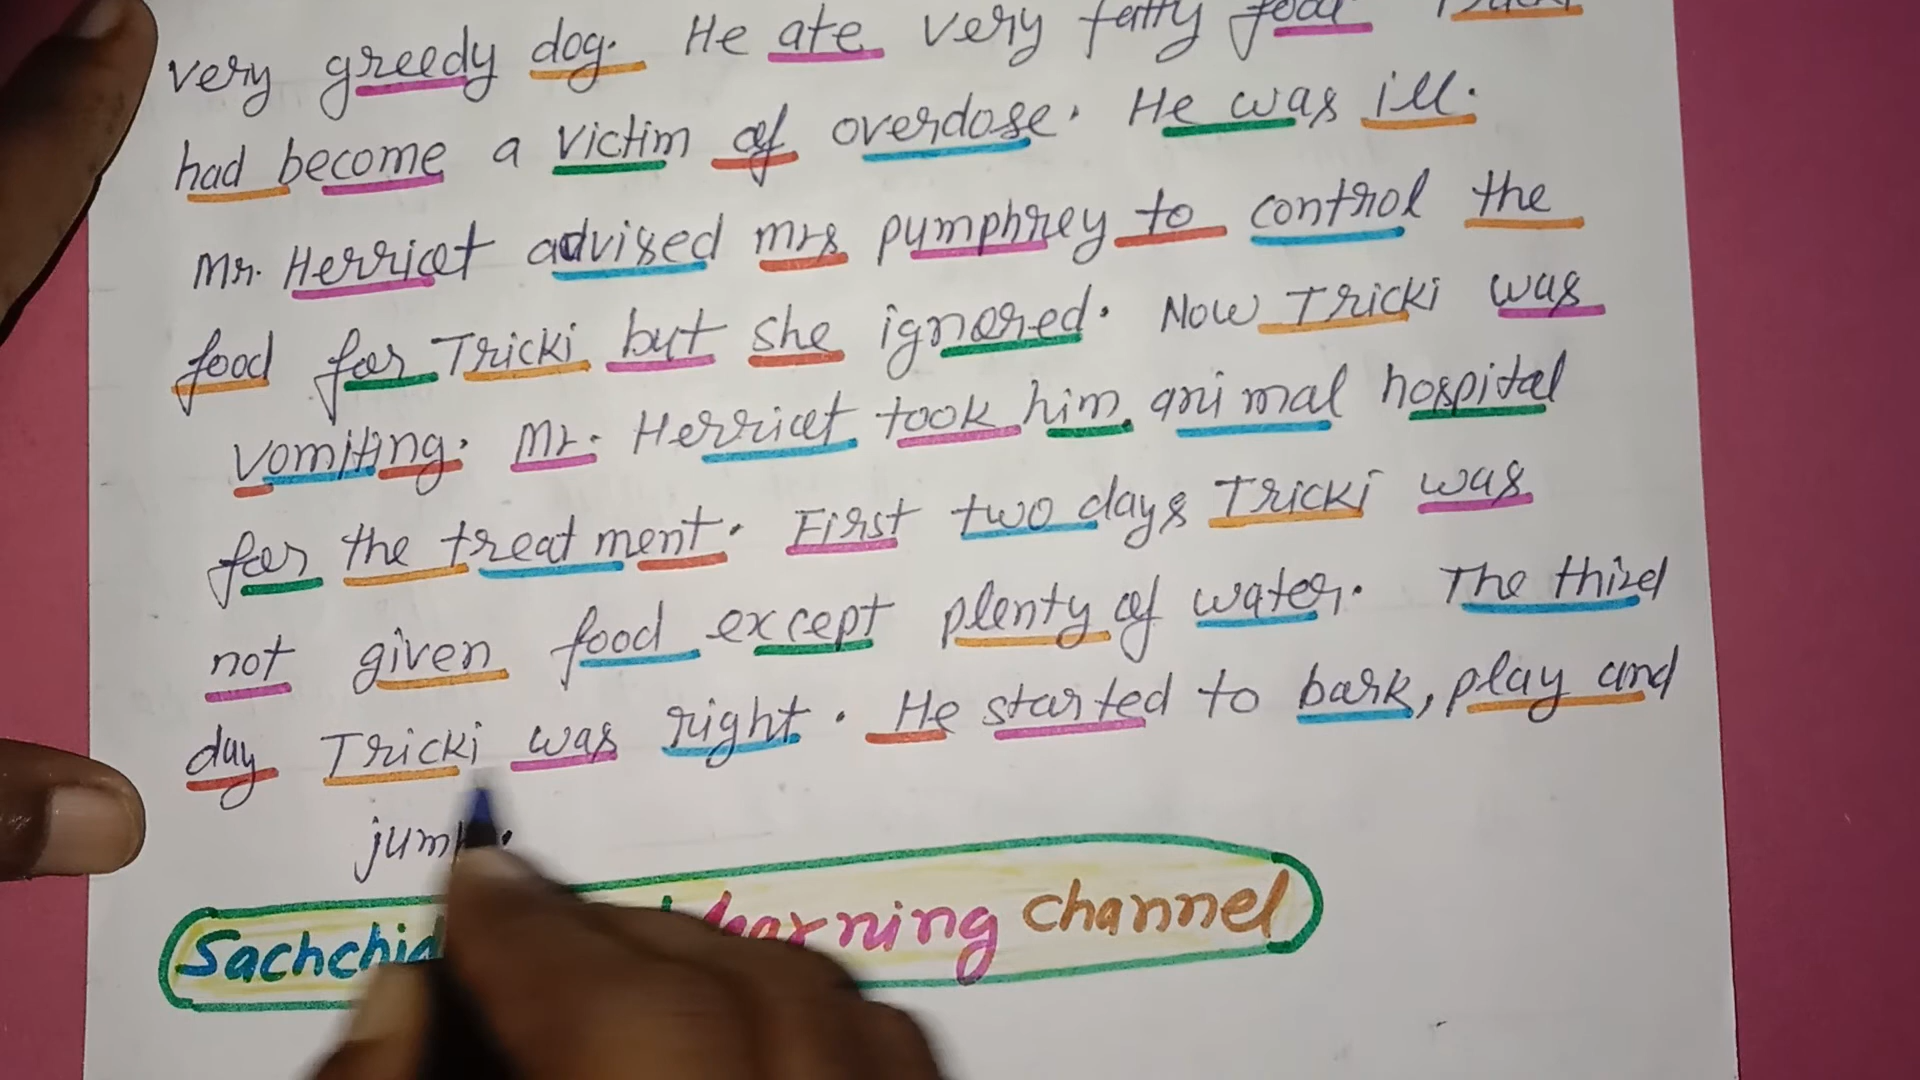 very greedy dog. He ate very fatty food Tricki
had become a victim of overdose. He was ill.
Mr. Herriot advised mrs pumphrey to control the
food for Tricki but she ignored. Now Tricki was
vomiting. Mr. Herriot took him animal hospital
for the treatment. First two days Tricki was
not given food except plenty of water. The third
day Tricki was right. He started to bark, play and
jump.
learning channel